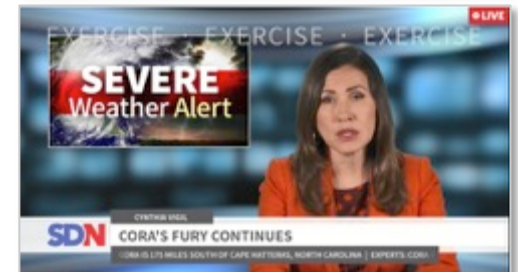 LIVE
EXERCISE · EXERCISE · EXERCISE
SEVERE
Weather Alert
CYNTHIA VIGIL
SDN
CORA'S FURY CONTINUES
CORA IS 175 MILES SOUTH OF CAPE HATTERAS, NORTH CAROLINA | EXPERTS: CORA